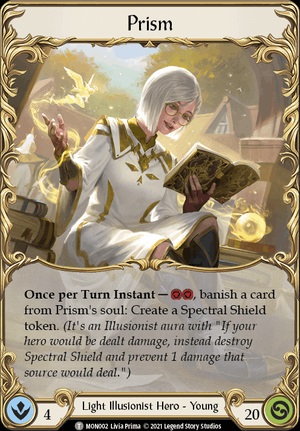 Prism
Once per Turn Instant — , banish a card
from Prism's soul: Create a Spectral Shield
token. (It's an Illusionist aura with "If your
hero would be dealt damage, instead destroy
Spectral Shield and prevent 1 damage that
source would deal.")
4
Light Illusionist Hero - Young
20
T MON002 Livia Prima © 2021 Legend Story Studios